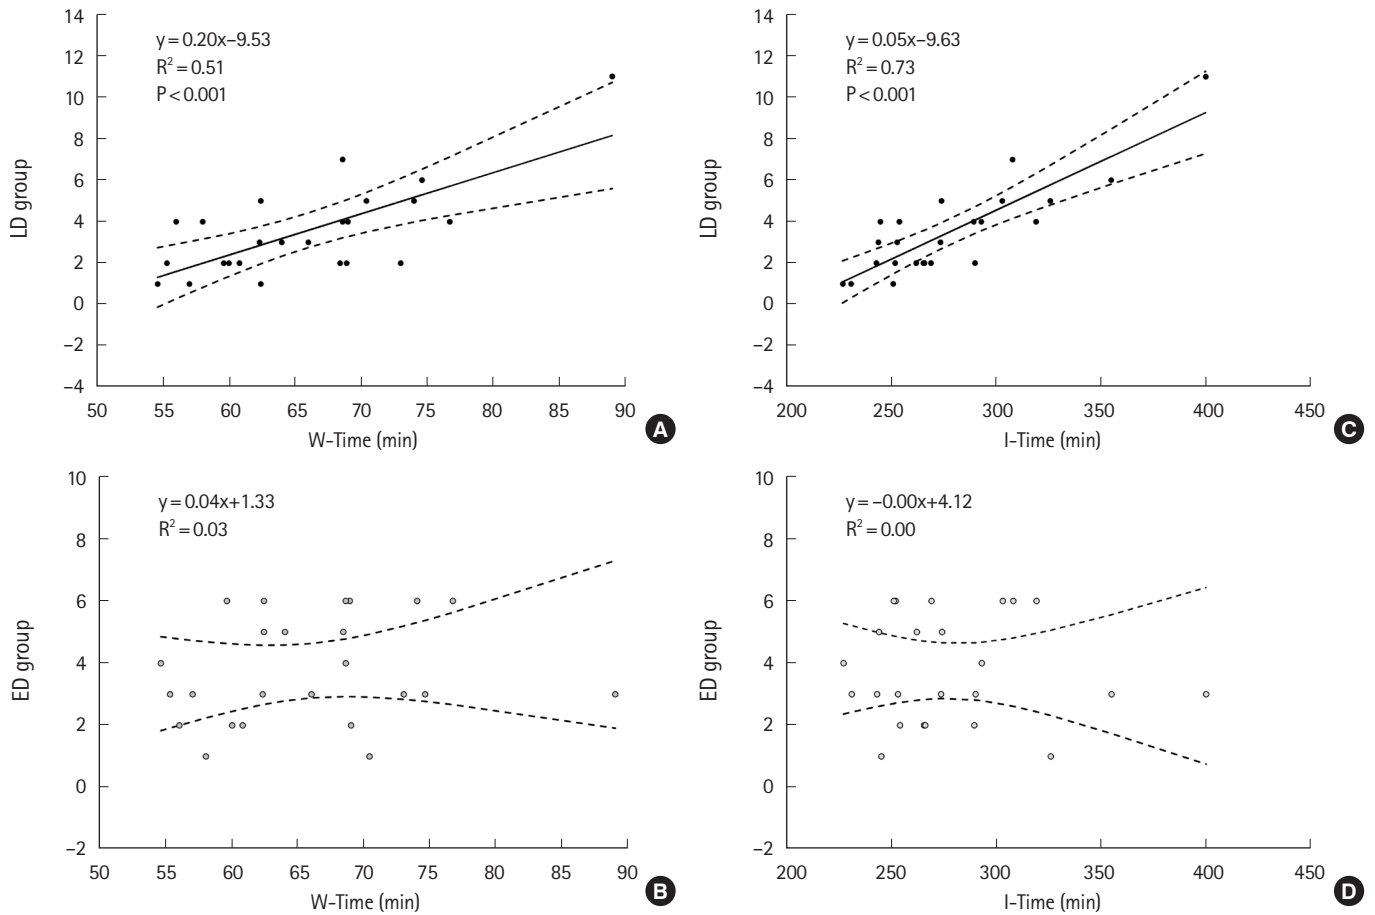 14
12
10
8
6
4
2
0
−2
−4
LD group
y=0.20x−9.53
R²=0.51
P<0.001
50 55 60 65 70 75 80 85 90
W-Time (min)
A
14
12
10
8
6
4
2
0
−2
−4
LD group
y=0.05x−9.63
R²=0.73
P<0.001
200 250 300 350 400 450
I-Time (min)
C
10
8
6
4
2
0
−2
ED group
y=0.04x+1.33
R²=0.03
50 55 60 65 70 75 80 85 90
W-Time (min)
B
10
8
6
4
2
0
−2
ED group
y=−0.00x+4.12
R²=0.00
200 250 300 350 400 450
I-Time (min)
D